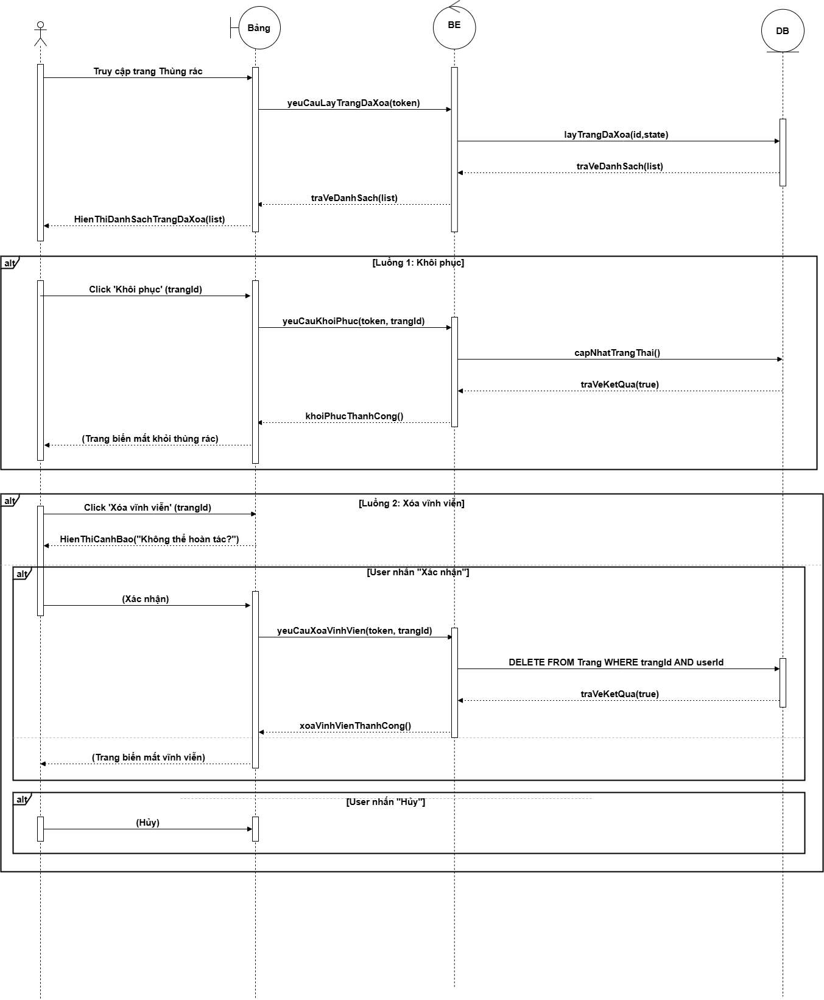 Bảng
BE
DB
Truy cập trang Thùng rác
yeuCauLayTrangDaXoa(token)
layTrangDaXoa(id,state)
traVeDanhSach(list)
traVeDanhSach(list)
HienThiDanhSachTrangDaXoa(list)
alt
[Luồng 1: Khôi phục]
Click 'Khôi phục' (trangId)
yeuCauKhoiPhuc(token, trangId)
capNhatTrangThai()
traVeKetQua(true)
khoiPhucThanhCong()
(Trang biến mất khỏi thùng rác)
alt
[Luồng 2: Xóa vĩnh viễn]
Click 'Xóa vĩnh viễn' (trangId)
HienThiCanhBao("Không thể hoàn tác?")
alt
[User nhấn "Xác nhận"]
(Xác nhận)
yeuCauXoaVinhVien(token, trangId)
DELETE FROM Trang WHERE trangId AND userId
traVeKetQua(true)
xoaVinhVienThanhCong()
(Trang biến mất vĩnh viễn)
alt
[User nhấn "Hủy"]
(Hủy)